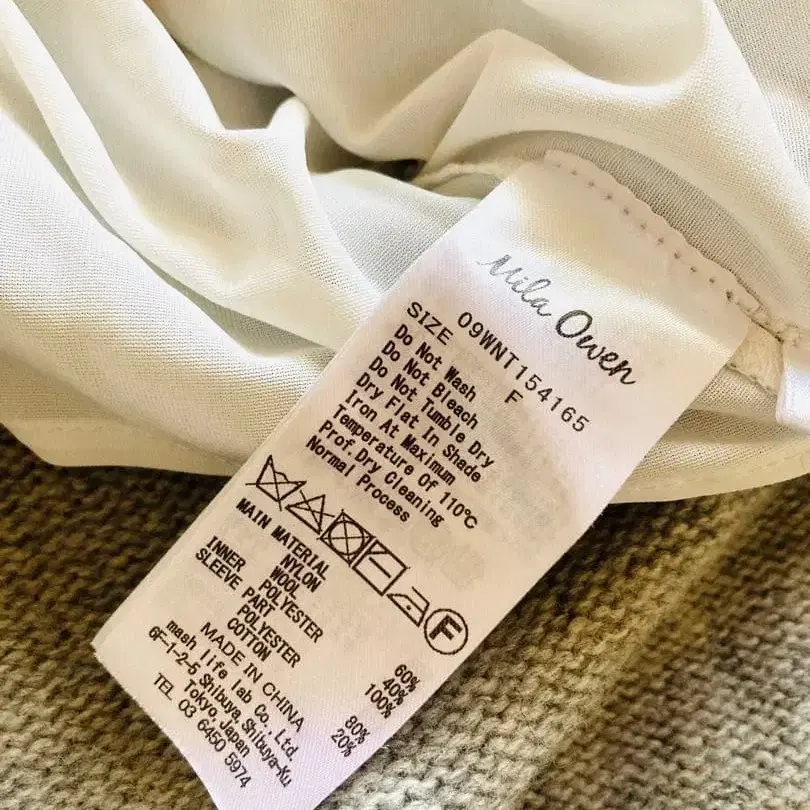 Mila Owen
09WNT154165
SIZE F
Do Not Wash
Do Not Bleach
Do Not Tumble Dry
Dry Flat In Shade
Iron At Maximum
Temperature Of 110℃
Prof. Dry Cleaning
Normal Process
F
MAIN MATERIAL
NYLON 60%
WOOL 40%
INNER POLYESTER 100%
SLEEVE PART
POLYESTER 80%
COTTON 20%
MADE IN CHINA
mash life lab Co., Ltd.
6F-1-2-5 Shibuya, Shibuya-Ku
Tokyo, Japan
TEL 03 6450 5974